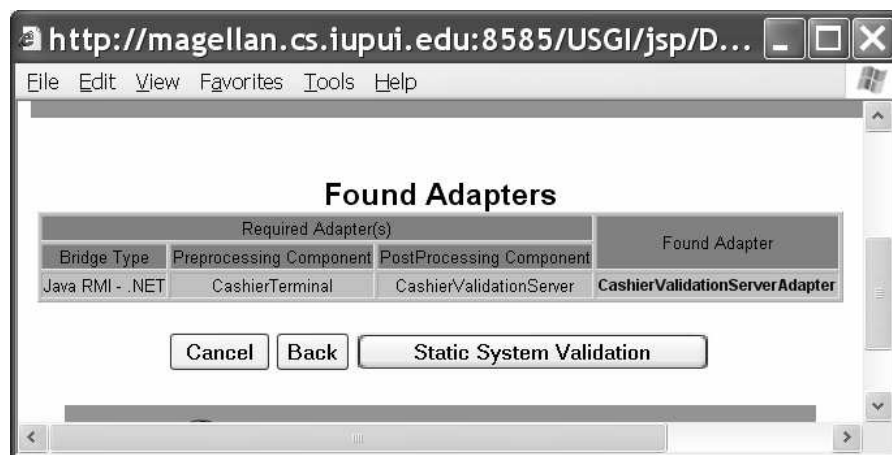 http://magellan.cs.iupui.edu:8585/USGI/jsp/D...
File Edit View Favorites Tools Help
Found Adapters
Required Adapter(s)
Found Adapter
Bridge Type Preprocessing Component PostProcessing Component
Java RMI - .NET CashierTerminal CashierValidationServer CashierValidationServerAdapter
Cancel Back Static System Validation